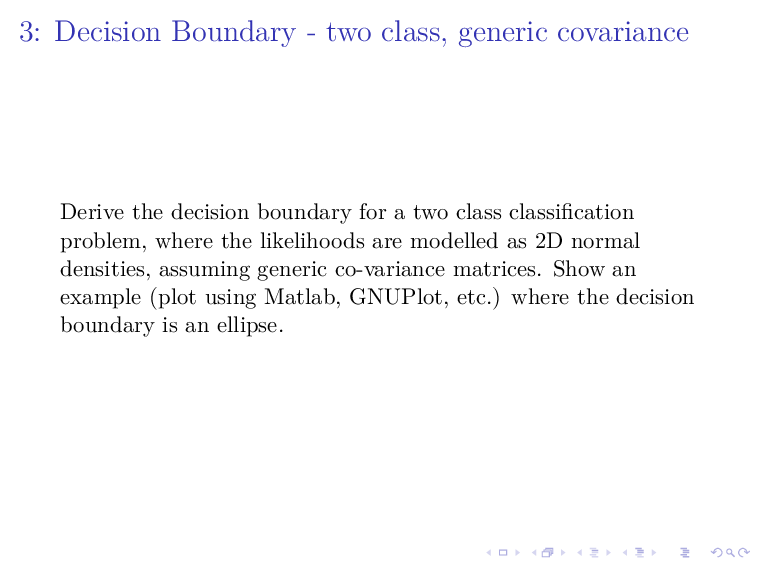 3: Decision Boundary - two class, generic covariance
Derive the decision boundary for a two class classification
problem, where the likelihoods are modelled as 2D normal
densities, assuming generic co-variance matrices. Show an
example (plot using Matlab, GNUPlot, etc.) where the decision
boundary is an ellipse.